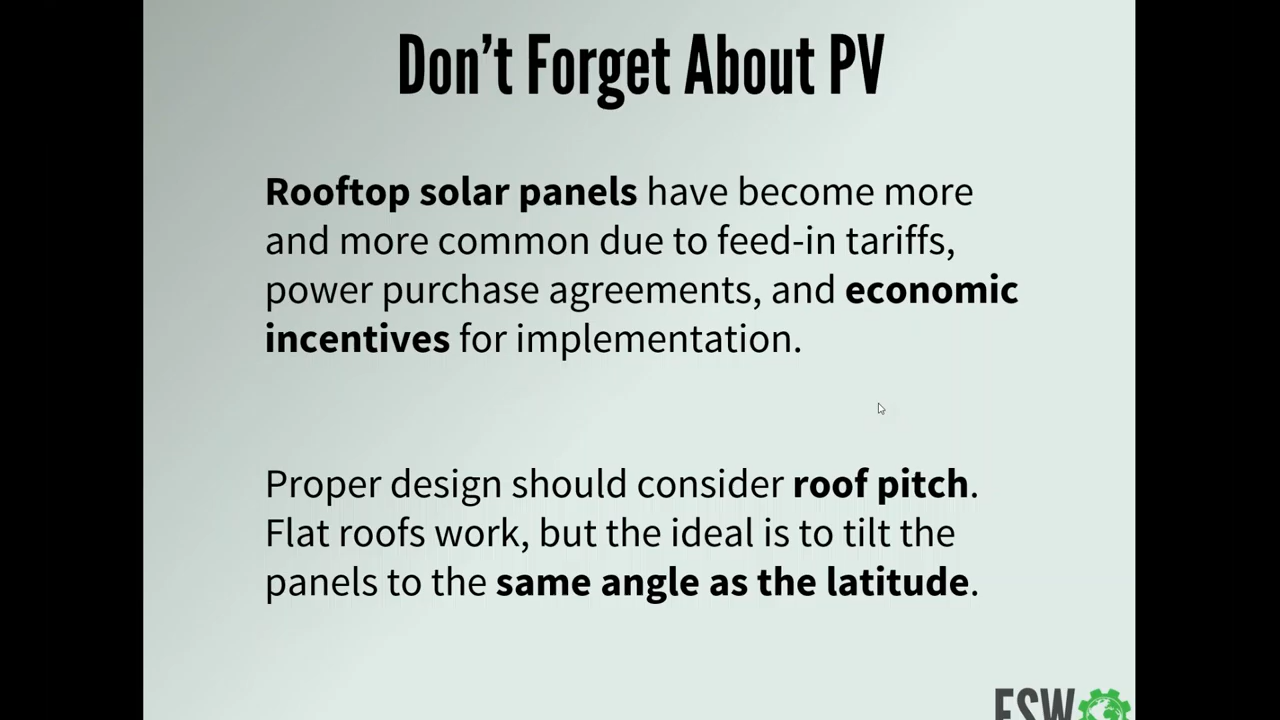 Don't Forget About PV
Rooftop solar panels have become more
and more common due to feed-in tariffs,
power purchase agreements, and economic
incentives for implementation.
Proper design should consider roof pitch.
Flat roofs work, but the ideal is to tilt the
panels to the same angle as the latitude.
ESW